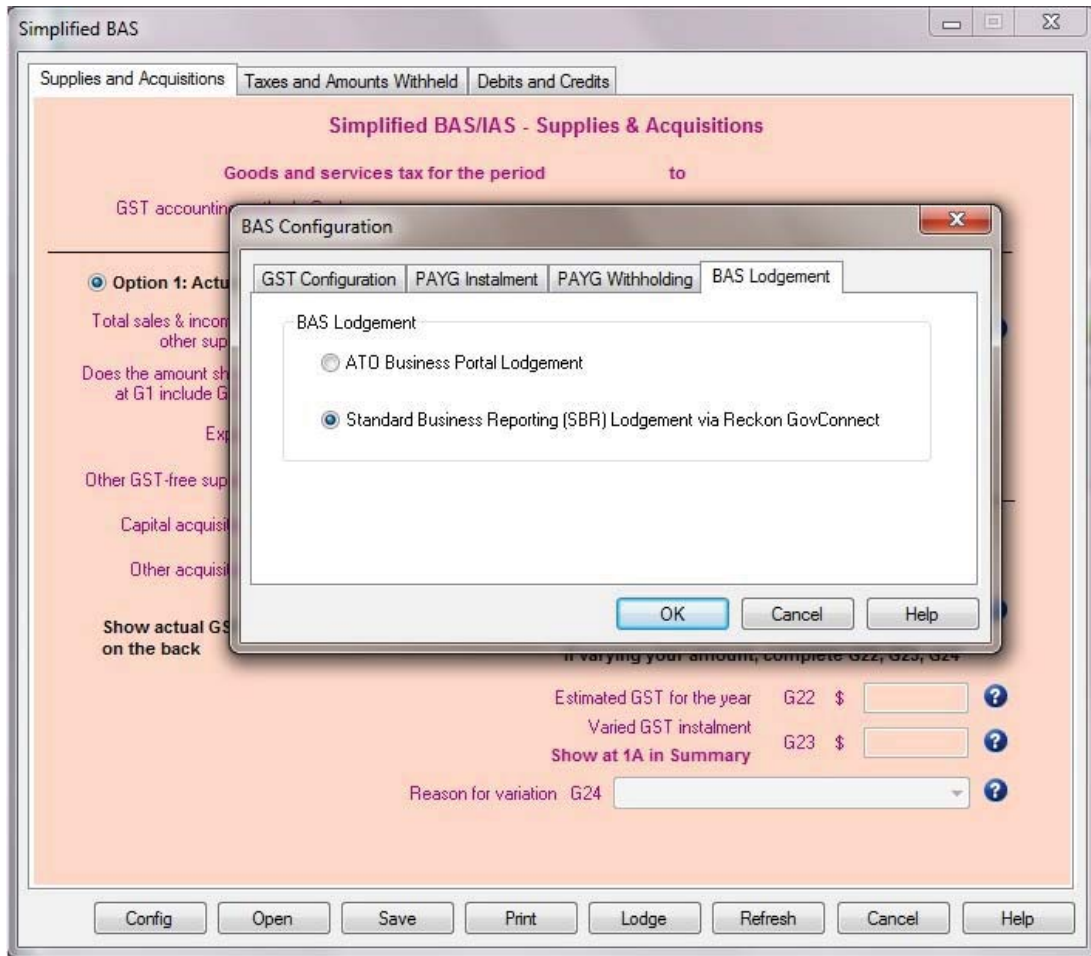 Simplified BAS
Supplies and Acquisitions Taxes and Amounts Withheld Debits and Credits
Simplified BAS/IAS - Supplies & Acquisitions
Goods and services tax for the period to
GST accounting
BAS Configuration
GST Configuration PAYG Instalment PAYG Withholding BAS Lodgement
BAS Lodgement
ATO Business Portal Lodgement
Standard Business Reporting (SBR) Lodgement via Reckon GovConnect
OK Cancel Help
Option 1: Actu
Total sales & incom
other sup
Does the amount sh
at G1 include G
Exp
Other GST-free sup
Capital acquisit
Other acquisit
Show actual GS
on the back
If varying your amount, complete G22, G23, G24
Estimated GST for the year G22 $
Varied GST instalment
G23 $
Show at 1A in Summary
Reason for variation G24
Config Open Save Print Lodge Refresh Cancel Help